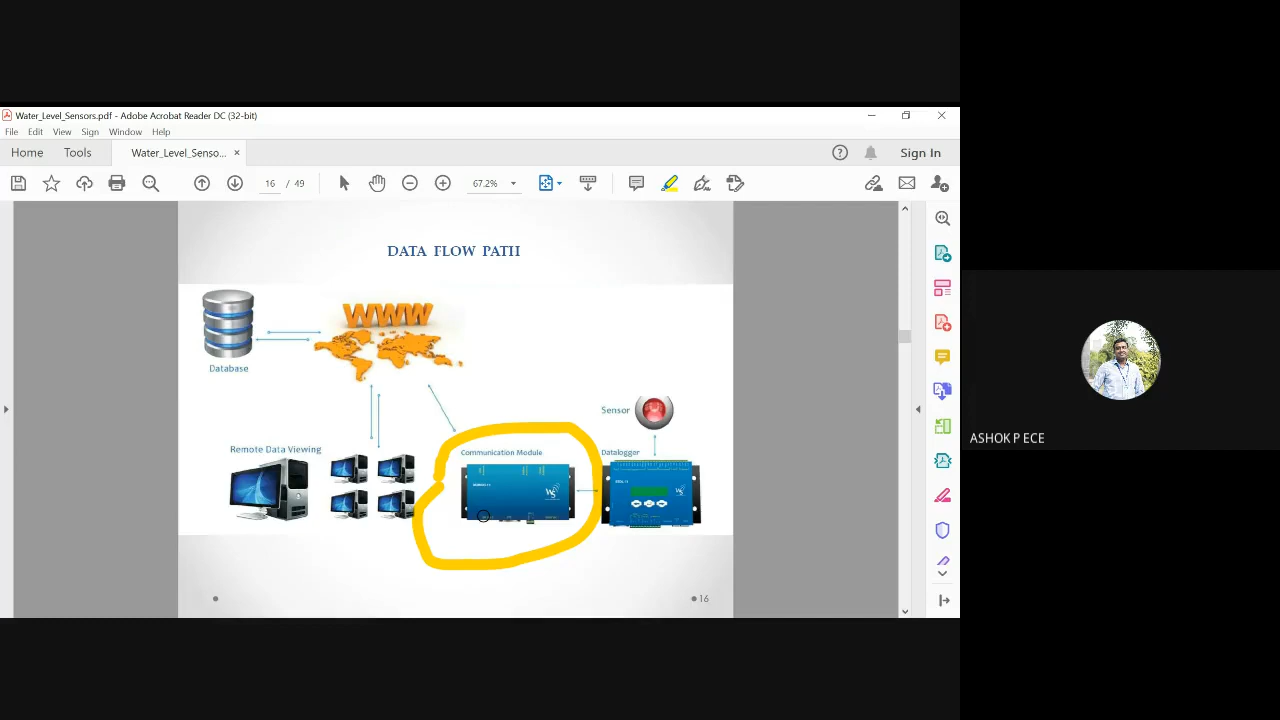 Water_Level_Sensors.pdf - Adobe Acrobat Reader DC (32-bit)
File Edit View Sign Window Help
Home Tools Water_Level_Senso... × Sign In
16 / 49 67.2%
DATA FLOW PATH
WWW
Database
Sensor
Remote Data Viewing
Communication Module
Datalogger
WS
WS
16
ASHOK P ECE